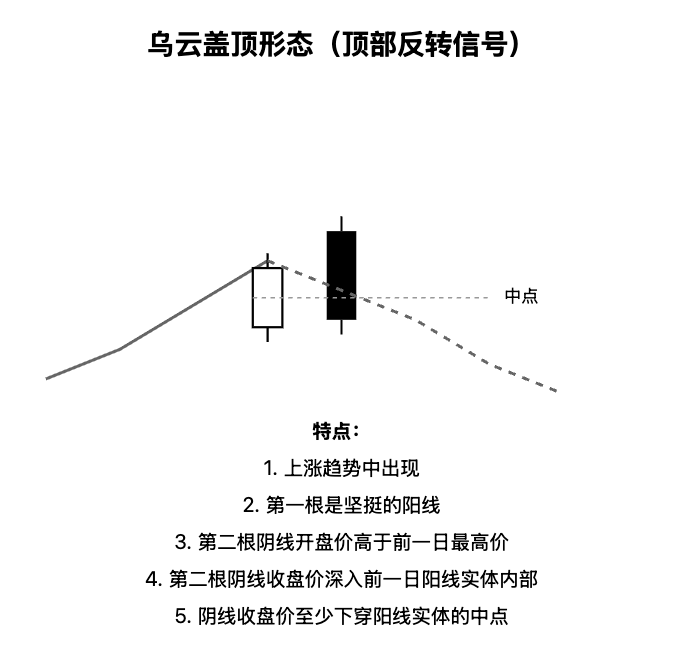 乌云盖顶形态（顶部反转信号）
中点
特点：
1. 上涨趋势中出现
2. 第一根是坚挺的阳线
3. 第二根阴线开盘价高于前一日最高价
4. 第二根阴线收盘价深入前一日阳线实体内部
5. 阴线收盘价至少下穿阳线实体的中点